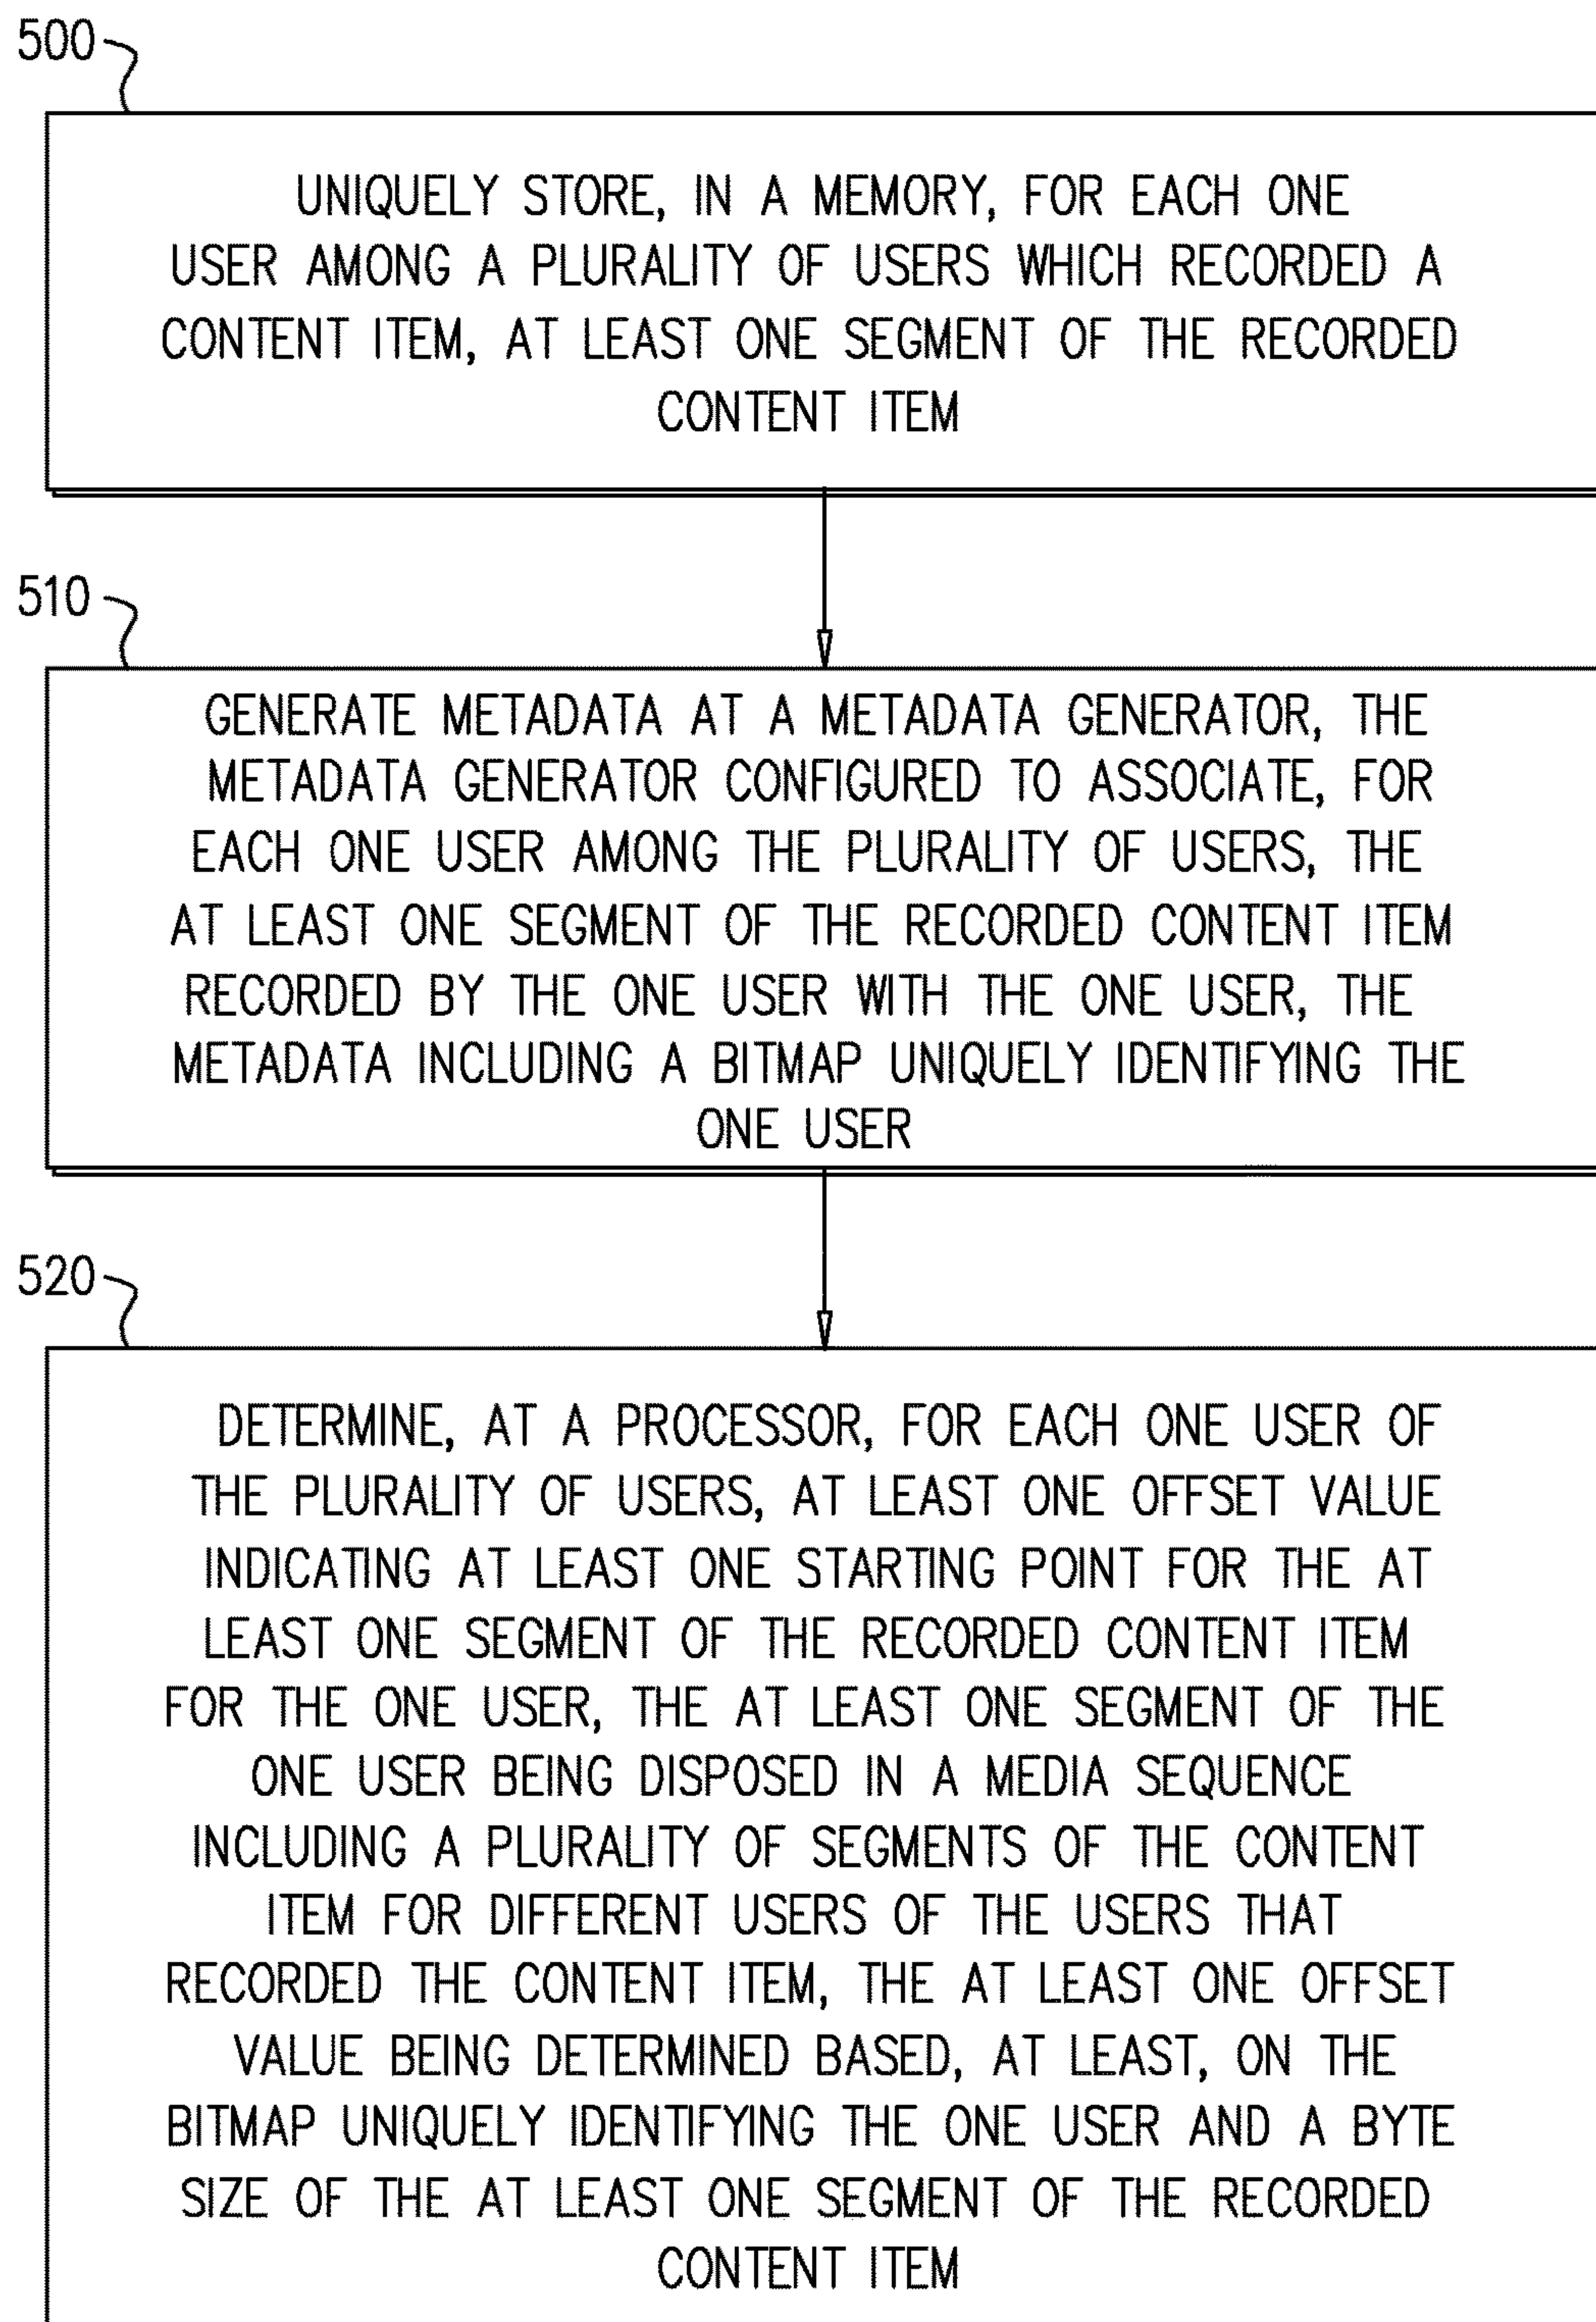 500
UNIQUELY STORE, IN A MEMORY, FOR EACH ONE
USER AMONG A PLURALITY OF USERS WHICH RECORDED A
CONTENT ITEM, AT LEAST ONE SEGMENT OF THE RECORDED
CONTENT ITEM
510
GENERATE METADATA AT A METADATA GENERATOR, THE
METADATA GENERATOR CONFIGURED TO ASSOCIATE, FOR
EACH ONE USER AMONG THE PLURALITY OF USERS, THE
AT LEAST ONE SEGMENT OF THE RECORDED CONTENT ITEM
RECORDED BY THE ONE USER WITH THE ONE USER, THE
METADATA INCLUDING A BITMAP UNIQUELY IDENTIFYING THE
ONE USER
520
DETERMINE, AT A PROCESSOR, FOR EACH ONE USER OF
THE PLURALITY OF USERS, AT LEAST ONE OFFSET VALUE
INDICATING AT LEAST ONE STARTING POINT FOR THE AT
LEAST ONE SEGMENT OF THE RECORDED CONTENT ITEM
FOR THE ONE USER, THE AT LEAST ONE SEGMENT OF THE
ONE USER BEING DISPOSED IN A MEDIA SEQUENCE
INCLUDING A PLURALITY OF SEGMENTS OF THE CONTENT
ITEM FOR DIFFERENT USERS OF THE USERS THAT
RECORDED THE CONTENT ITEM, THE AT LEAST ONE OFFSET
VALUE BEING DETERMINED BASED, AT LEAST, ON THE
BITMAP UNIQUELY IDENTIFYING THE ONE USER AND A BYTE
SIZE OF THE AT LEAST ONE SEGMENT OF THE RECORDED
CONTENT ITEM